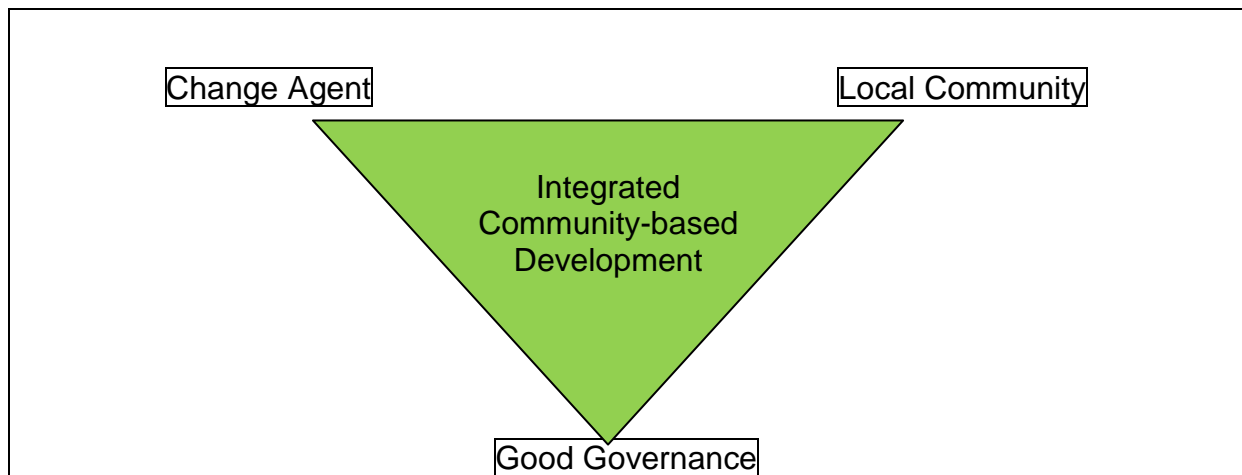 Change Agent
Local Community
Integrated
Community-based
Development
Good Governance